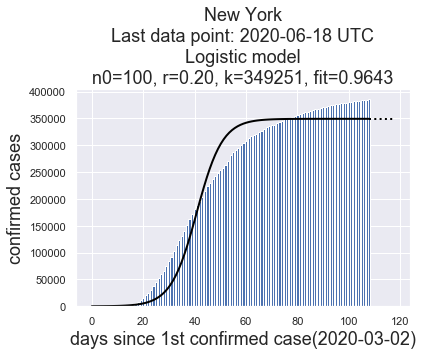 New York
Last data point: 2020-06-18 UTC
Logistic model
n0=100, r=0.20, k=349251, fit=0.9643
400000
350000
300000
250000
200000
150000
100000
50000
0
confirmed cases
0 20 40 60 80 100 120
days since 1st confirmed case(2020-03-02)